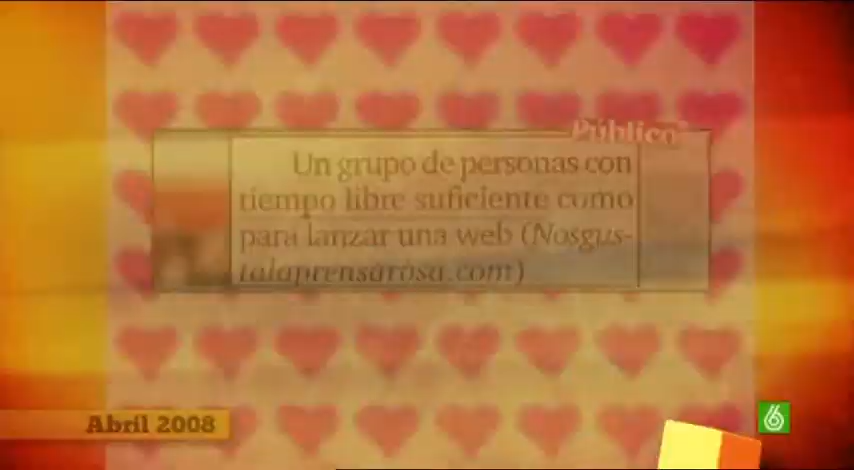 Público
Un grupo de personas con
tiempo libre suficiente como
para lanzar una web (Nosgus-
talaprensarosa.com)
Abril 2008
6